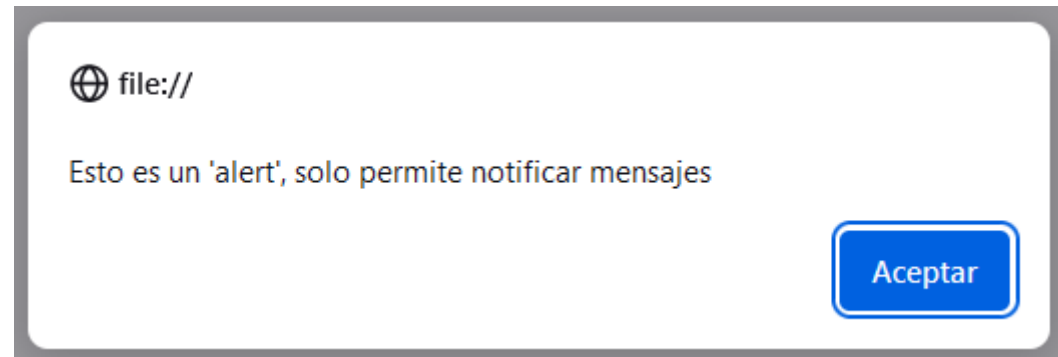 file://
Esto es un 'alert', solo permite notificar mensajes
Aceptar